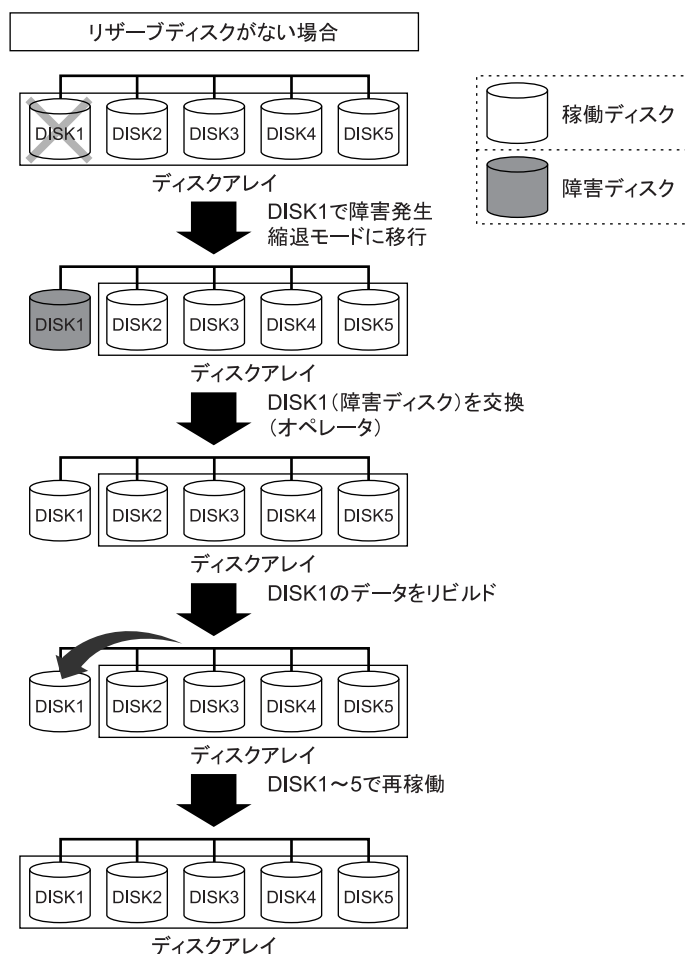 リザーブディスクがない場合
稼働ディスク
障害ディスク
DISK1 DISK2 DISK3 DISK4 DISK5
ディスクアレイ
DISK1で障害発生
縮退モードに移行
DISK1 DISK2 DISK3 DISK4 DISK5
ディスクアレイ
DISK1（障害ディスク）を交換
（オペレータ）
DISK1 DISK2 DISK3 DISK4 DISK5
ディスクアレイ
DISK1のデータをリビルド
DISK1 DISK2 DISK3 DISK4 DISK5
ディスクアレイ
DISK1～5で再稼働
DISK1 DISK2 DISK3 DISK4 DISK5
ディスクアレイ